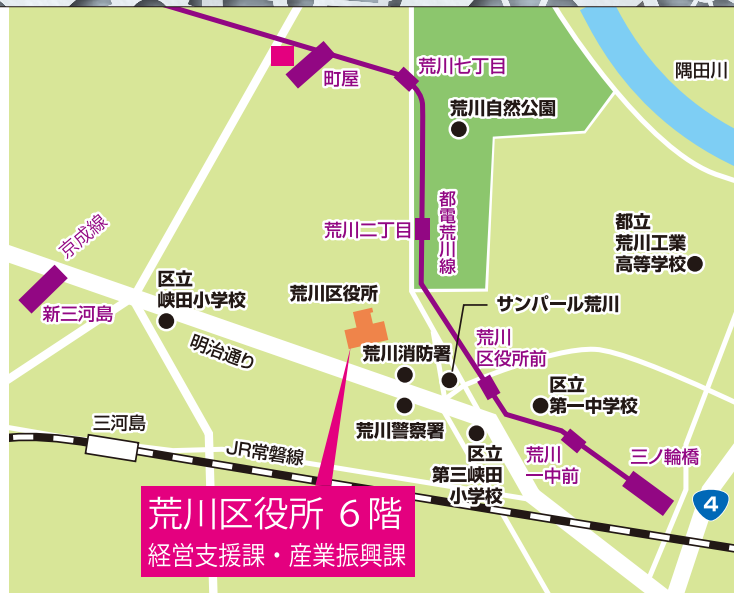 荒川七丁目
町屋
隅田川
荒川自然公園
都電荒川線
荒川二丁目
都立
荒川工業
高等学校
京成線
新三河島
区立
峡田小学校
荒川区役所
サンパール荒川
明治通り
荒川消防署
荒川
区役所前
区立
第一中学校
荒川警察署
三河島
JR常磐線
区立
第三峡田
小学校
荒川
一中前
三ノ輪橋
4
荒川区役所 6階
経営支援課・産業振興課